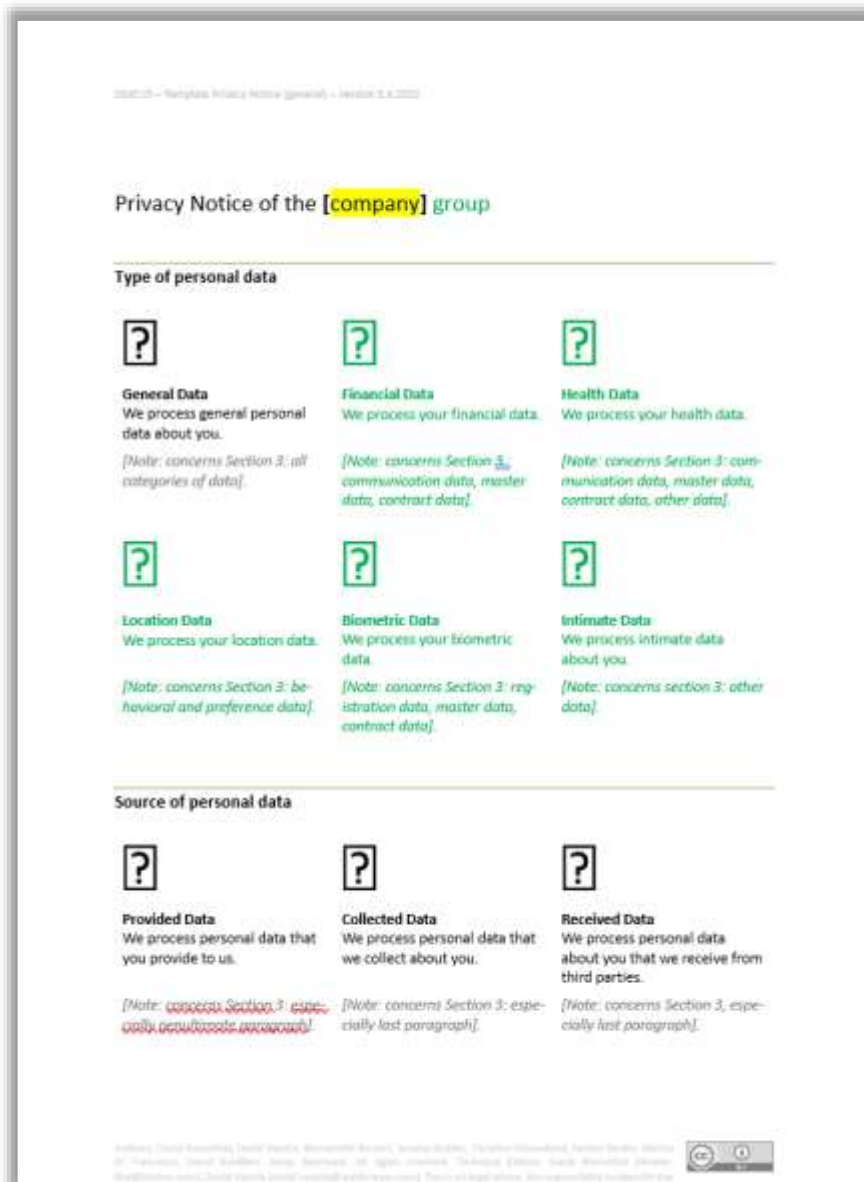 Template Privacy Notice (general) – Version
Privacy Notice of the [company] group
Type of personal data
? ? ?
General Data Financial Data Health Data
We process general personal We process your financial data. We process your health data.
data about you.
[Note: concerns Section 3: all [Note: concerns Section 3, [Note: concerns Section 3: com-
categories of data]. communication data, master munication data, master data,
data, contract data]. contract data, other data].
? ? ?
Location Data Biometric Data Intimate Data
We process your location data. We process your biometric We process intimate data
data. about you.
[Note: concerns Section 3: be- [Note: concerns Section 3: reg- [Note: concerns section 3: other
havioral and preference data]. istration data, master data, data].
contract data].
Source of personal data
? ? ?
Provided Data Collected Data Received Data
We process personal data that We process personal data that We process personal data
you provide to us. we collect about you. about you that we receive from
third parties.
[Note: concerns Section 3: espe- [Note: concerns Section 3: espe- [Note: concerns Section 3, espe-
cially penultimate paragraph]. cially last paragraph]. cially last paragraph].
cc